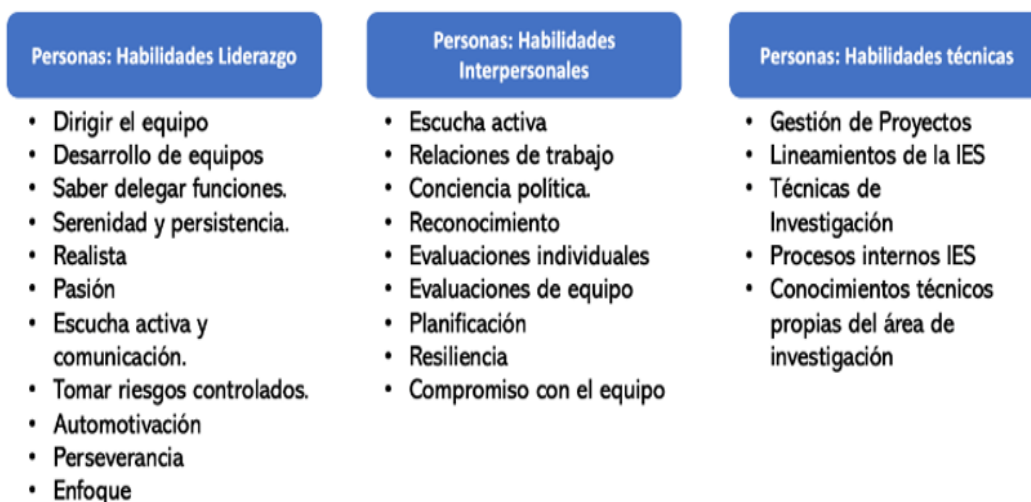 Personas: Habilidades Liderazgo
• Dirigir el equipo
• Desarrollo de equipos
• Saber delegar funciones.
• Serenidad y persistencia.
• Realista
• Pasión
• Escucha activa y
comunicación.
• Tomar riesgos controlados.
• Automotivación
• Perseverancia
• Enfoque
Personas: Habilidades
Interpersonales
• Escucha activa
• Relaciones de trabajo
• Conciencia política.
• Reconocimiento
• Evaluaciones individuales
• Evaluaciones de equipo
• Planificación
• Resiliencia
• Compromiso con el equipo
Personas: Habilidades técnicas
• Gestión de Proyectos
• Lineamientos de la IES
• Técnicas de
Investigación
• Procesos internos IES
• Conocimientos técnicos
propias del área de
investigación